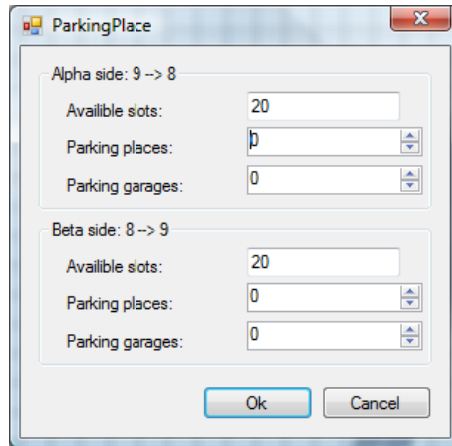 ParkingPlace
Alpha side: 9 --> 8
Availible slots: 20
Parking places: 0
Parking garages: 0
Beta side: 8 --> 9
Availible slots: 20
Parking places: 0
Parking garages: 0
Ok Cancel